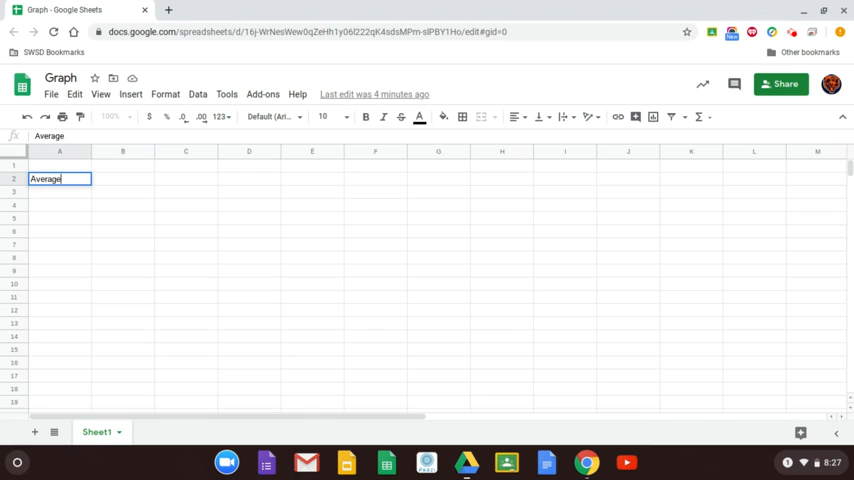 Graph - Google Sheets
docs.google.com/spreadsheets/d/16j-WrNesWew0qZeHh1y06l222qK4sdsMPm-slPBY1Ho/edit#gid=0
New
SWSD Bookmarks
Other bookmarks
Graph
File Edit View Insert Format Data Tools Add-ons Help Last edit was 4 minutes ago
Share
100% $ % .0 .00 123 Default (Ari... 10 B I S A Σ
fx Average
A B C D E F G H I J K L M
1
2 Average
3
4
5
6
7
8
9
10
11
12
13
14
15
16
17
18
19
Sheet1
1 8:27